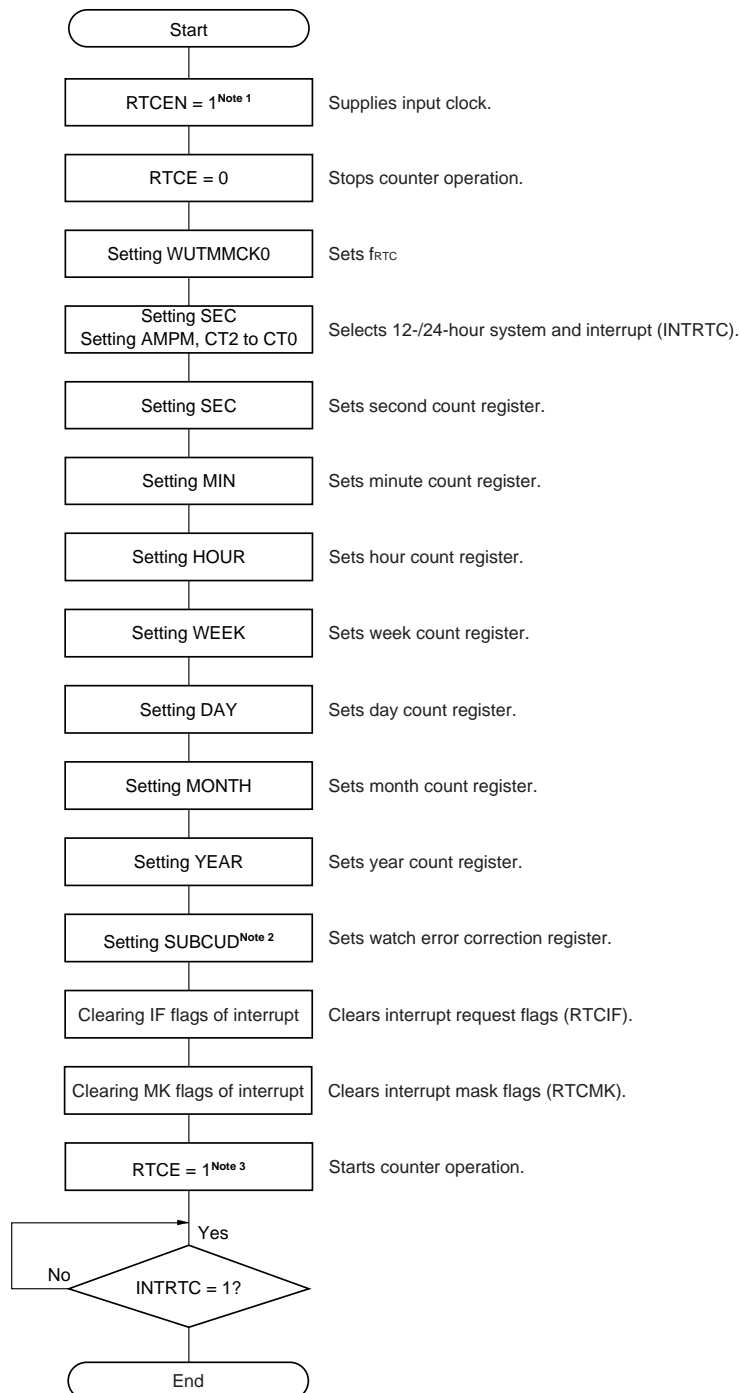 Start
RTCEN = 1Note 1
Supplies input clock.
RTCE = 0
Stops counter operation.
Setting WUTMMCK0
Sets fRTC
Setting SEC
Setting AMPM, CT2 to CT0
Selects 12-/24-hour system and interrupt (INTRTC).
Setting SEC
Sets second count register.
Setting MIN
Sets minute count register.
Setting HOUR
Sets hour count register.
Setting WEEK
Sets week count register.
Setting DAY
Sets day count register.
Setting MONTH
Sets month count register.
Setting YEAR
Sets year count register.
Setting SUBCUDNote 2
Sets watch error correction register.
Clearing IF flags of interrupt
Clears interrupt request flags (RTCIF).
Clearing MK flags of interrupt
Clears interrupt mask flags (RTCMK).
RTCE = 1Note 3
Starts counter operation.
Yes
No
INTRTC = 1?
End